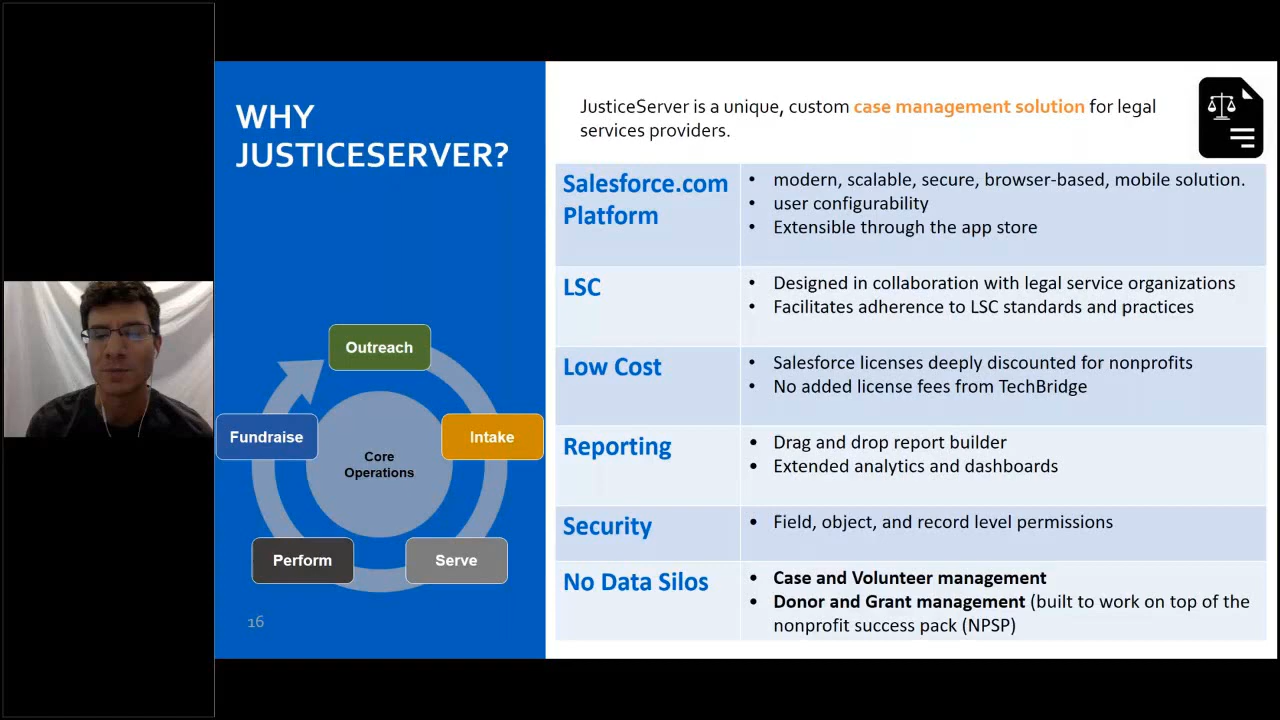 WHY
JUSTICESERVER?
Outreach
Fundraise
Intake
Core
Operations
Perform
Serve
16
JusticeServer is a unique, custom case management solution for legal
services providers.
Salesforce.com
Platform
• modern, scalable, secure, browser-based, mobile solution.
• user configurability
• Extensible through the app store
LSC
• Designed in collaboration with legal service organizations
• Facilitates adherence to LSC standards and practices
Low Cost
• Salesforce licenses deeply discounted for nonprofits
• No added license fees from TechBridge
Reporting
• Drag and drop report builder
• Extended analytics and dashboards
Security
• Field, object, and record level permissions
No Data Silos
• Case and Volunteer management
• Donor and Grant management (built to work on top of the
nonprofit success pack (NPSP)